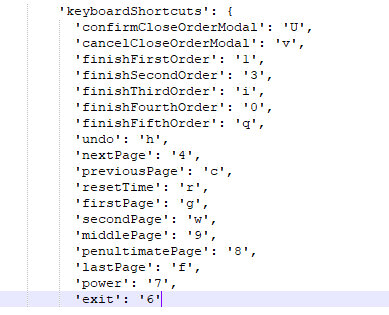 'keyboardShortcuts': {
'confirmCloseOrderModal': 'U',
'cancelCloseOrderModal': 'v',
'finishFirstOrder': 'l',
'finishSecondOrder': '3',
'finishThirdOrder': 'i',
'finishFourthOrder': '0',
'finishFifthOrder': 'q',
'undo': 'h',
'nextPage': '4',
'previousPage': 'c',
'resetTime': 'r',
'firstPage': 'g',
'secondPage': 'w',
'middlePage': '9',
'penultimatePage': '8',
'lastPage': 'f',
'power': '7',
'exit': '6'